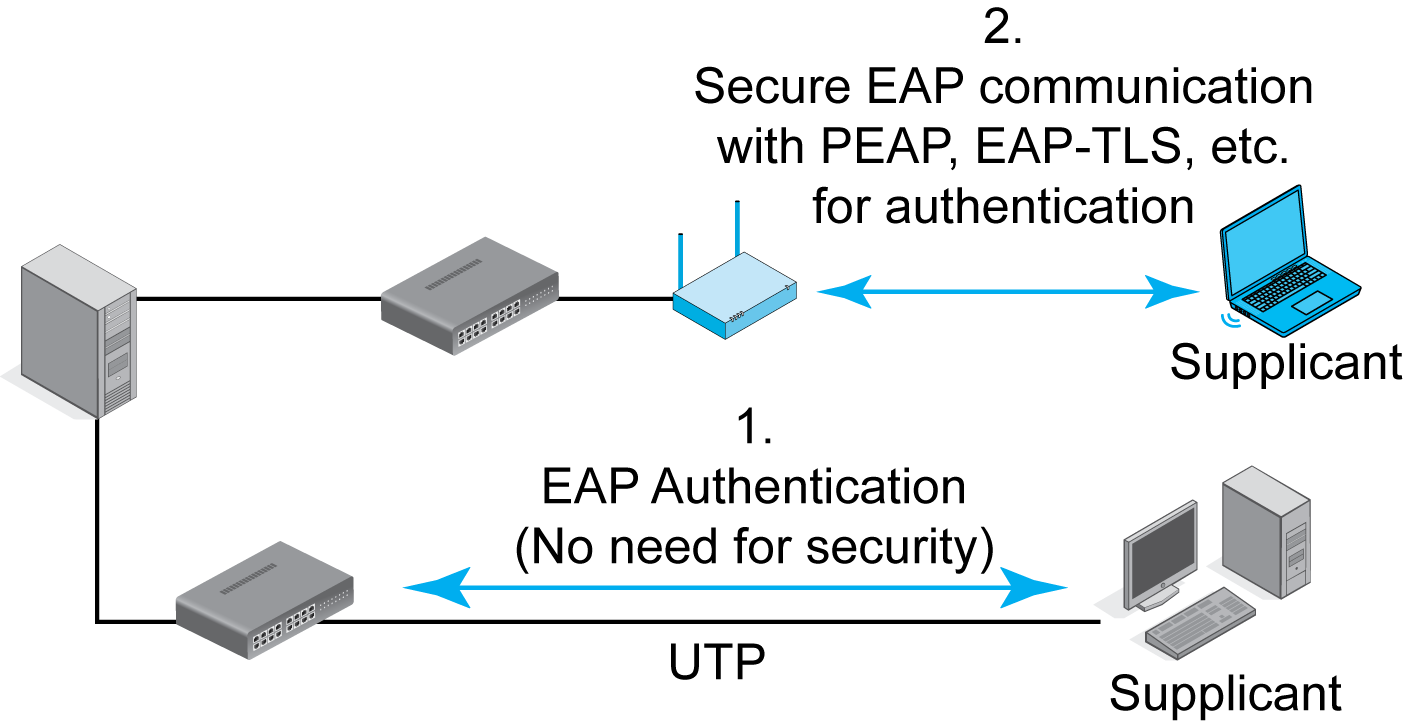 2.
Secure EAP communication
with PEAP, EAP-TLS, etc.
for authentication
Supplicant
1.
EAP Authentication
(No need for security)
UTP
Supplicant